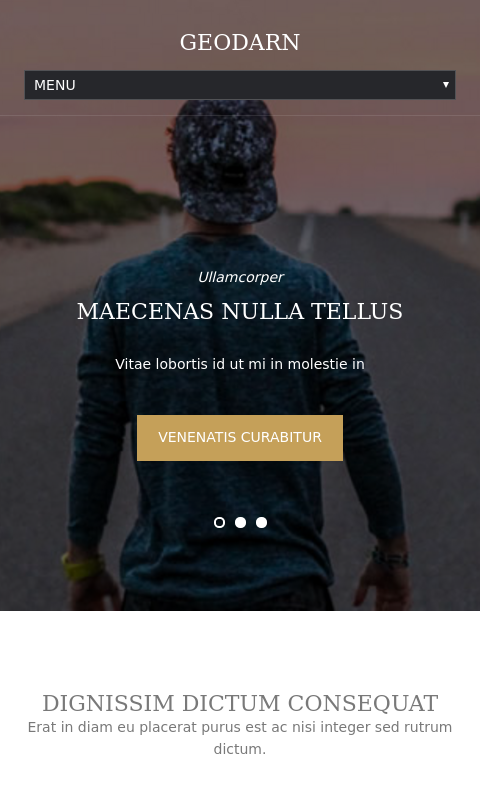 GEODARN
MENU
Ullamcorper
MAECENAS NULLA TELLUS
Vitae lobortis id ut mi in molestie in
VENENATIS CURABITUR
DIGNISSIM DICTUM CONSEQUAT
Erat in diam eu placerat purus est ac nisi integer sed rutrum
dictum.